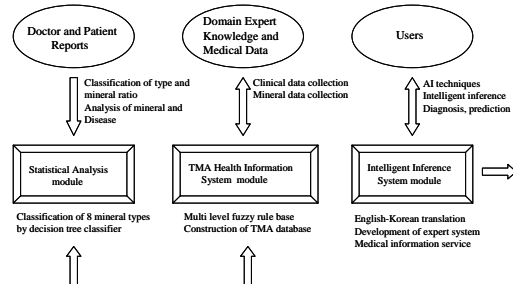 Doctor and Patient
Reports
Domain Expert
Knowledge and
Medical Data
Users
Classification of type and
mineral ratio
Analysis of mineral and
Disease
Clinical data collection
Mineral data collection
AI techniques
Intelligent inference
Diagnosis, prediction
Statistical Analysis
module
TMA Health Information
System module
Intelligent Inference
System module
Classification of 8 mineral types
by decision tree classifier
Multi level fuzzy rule base
Construction of TMA database
English-Korean translation
Development of expert system
Medical information service